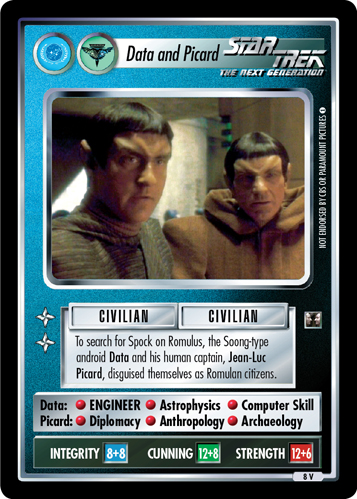 Data and Picard
STAR TREK
THE NEXT GENERATION
NOT ENDORSED BY CBS OR PARAMOUNT PICTURES
CIVILIAN CIVILIAN
To search for Spock on Romulus, the Soong-type
android Data and his human captain, Jean-Luc
Picard, disguised themselves as Romulan citizens.
Data: ENGINEER Astrophysics Computer Skill
Picard: Diplomacy Anthropology Archaeology
INTEGRITY 8+8 CUNNING 12+8 STRENGTH 12+6
8 V